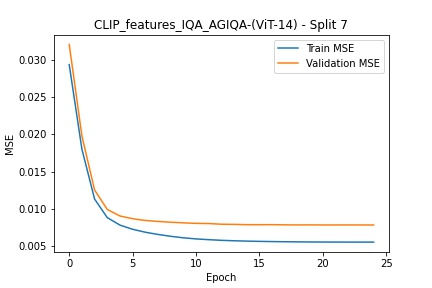 CLIP_features_IQA_AGIQA-(ViT-14) - Split 7
Train MSE
Validation MSE
0.030
0.025
0.020
0.015
0.010
0.005
MSE
0 5 10 15 20 25
Epoch